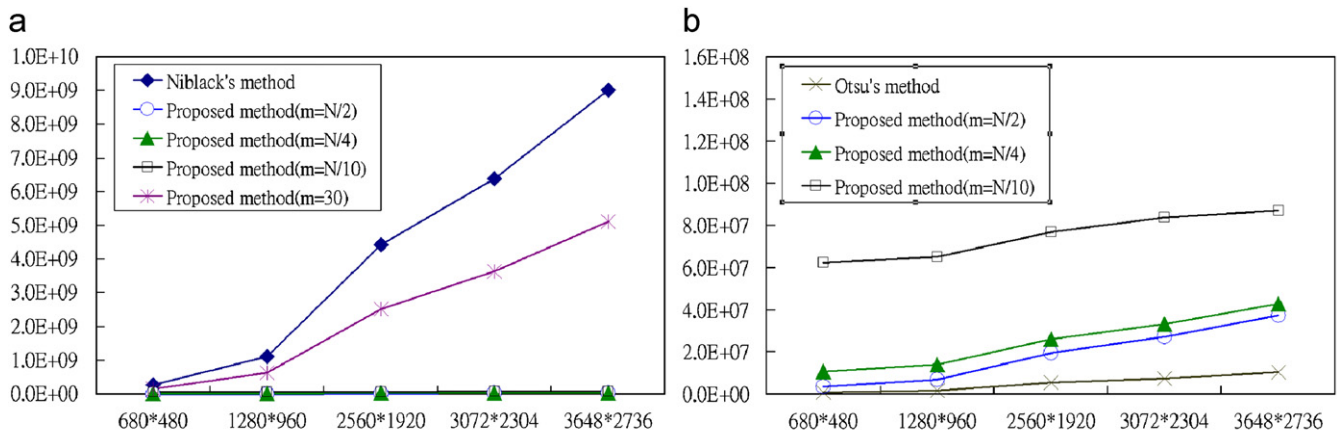 a
1.0E+10
9.0E+09
8.0E+09
7.0E+09
6.0E+09
5.0E+09
4.0E+09
3.0E+09
2.0E+09
1.0E+09
0.0E+00
Niblack's method
Proposed method(m=N/2)
Proposed method(m=N/4)
Proposed method(m=N/10)
Proposed method(m=30)
680*480
1280*960
2560*1920
3072*2304
3648*2736
b
1.6E+08
1.4E+08
1.2E+08
1.0E+08
8.0E+07
6.0E+07
4.0E+07
2.0E+07
0.0E+00
Otsu's method
Proposed method(m=N/2)
Proposed method(m=N/4)
Proposed method(m=N/10)
680*480
1280*960
2560*1920
3072*2304
3648*2736